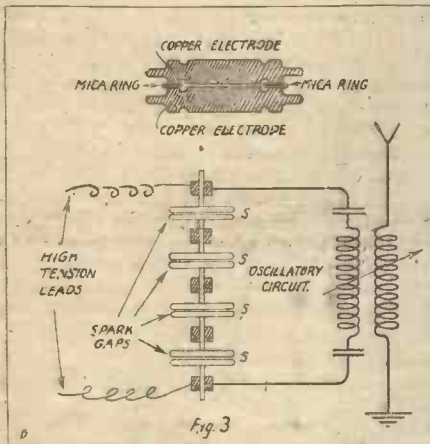 COPPER ELECTRODE
MICA RING
MICA RING
COPPER ELECTRODE
S
HIGH
TENSION
LEADS
S
OSCILLATORY
CIRCUIT.
SPARK
GAPS
S
S
Fig. 3